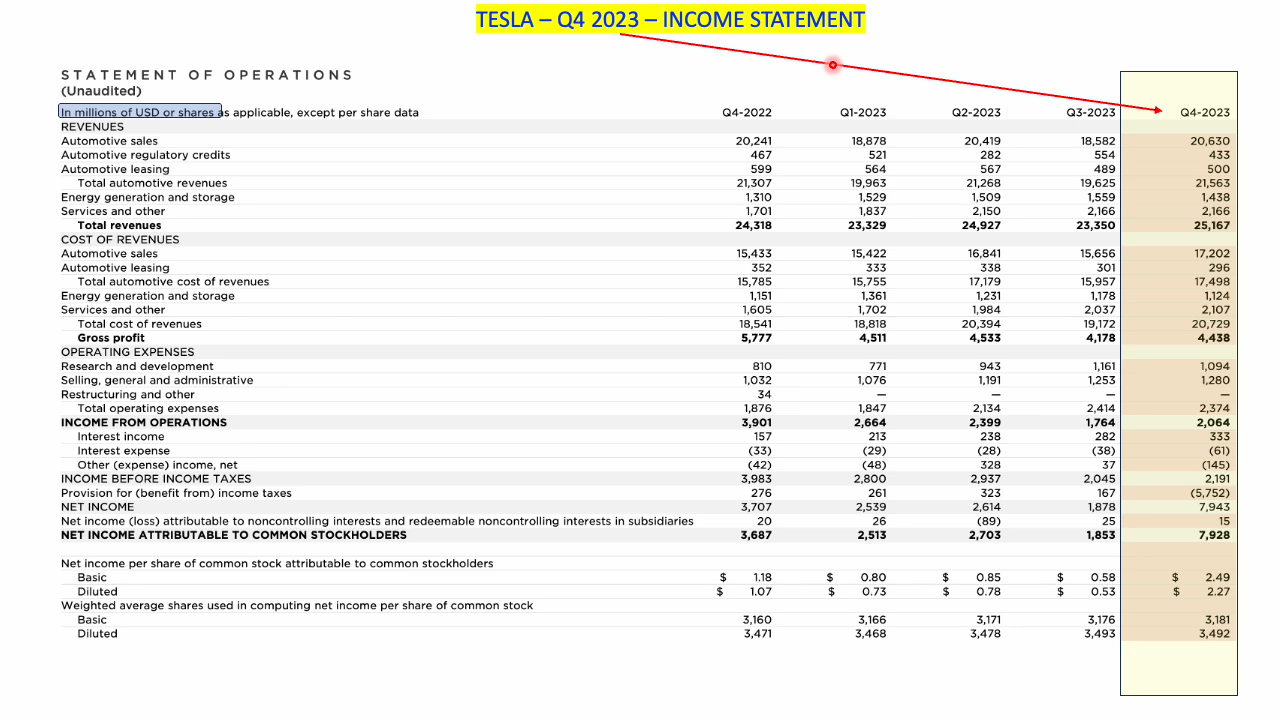 TESLA – Q4 2023 – INCOME STATEMENT
STATEMENT OF OPERATIONS
(Unaudited)
In millions of USD or shares as applicable, except per share data Q4-2022 Q1-2023 Q2-2023 Q3-2023 Q4-2023
REVENUES
Automotive sales 20,241 18,878 20,419 18,582 20,630
Automotive regulatory credits 467 521 282 554 433
Automotive leasing 599 564 567 489 500
Total automotive revenues 21,307 19,963 21,268 19,625 21,563
Energy generation and storage 1,310 1,529 1,509 1,559 1,438
Services and other 1,701 1,837 2,150 2,166 2,166
Total revenues 24,318 23,329 24,927 23,350 25,167
COST OF REVENUES
Automotive sales 15,433 15,422 16,841 15,656 17,202
Automotive leasing 352 333 338 301 296
Total automotive cost of revenues 15,785 15,755 17,179 15,957 17,498
Energy generation and storage 1,151 1,361 1,231 1,178 1,124
Services and other 1,605 1,702 1,984 2,037 2,107
Total cost of revenues 18,541 18,818 20,394 19,172 20,729
Gross profit 5,777 4,511 4,533 4,178 4,438
OPERATING EXPENSES
Research and development 810 771 943 1,161 1,094
Selling, general and administrative 1,032 1,076 1,191 1,253 1,280
Restructuring and other 34 — — — —
Total operating expenses 1,876 1,847 2,134 2,414 2,374
INCOME FROM OPERATIONS 3,901 2,664 2,399 1,764 2,064
Interest income 157 213 238 282 333
Interest expense (33) (29) (28) (38) (61)
Other (expense) income, net (42) (48) 328 37 (145)
INCOME BEFORE INCOME TAXES 3,983 2,800 2,937 2,045 2,191
Provision for (benefit from) income taxes 276 261 323 167 (5,752)
NET INCOME 3,707 2,539 2,614 1,878 7,943
Net income (loss) attributable to noncontrolling interests and redeemable noncontrolling interests in subsidiaries 20 26 (89) 25 15
NET INCOME ATTRIBUTABLE TO COMMON STOCKHOLDERS 3,687 2,513 2,703 1,853 7,928
Net income per share of common stock attributable to common stockholders
Basic $ 1.18 $ 0.80 $ 0.85 $ 0.58 $ 2.49
Diluted $ 1.07 $ 0.73 $ 0.78 $ 0.53 $ 2.27
Weighted average shares used in computing net income per share of common stock
Basic 3,160 3,166 3,171 3,176 3,181
Diluted 3,471 3,468 3,478 3,493 3,492